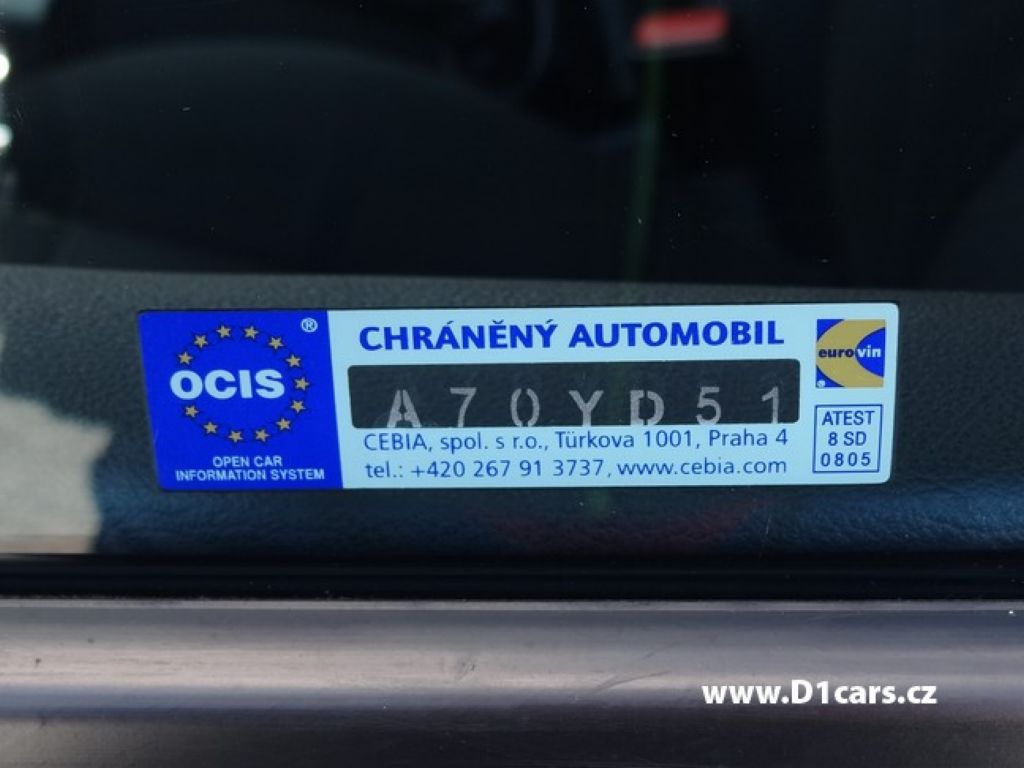 ®
OCIS
OPEN CAR
INFORMATION SYSTEM
CHRÁNĚNÝ AUTOMOBIL
A70YD51
CEBIA, spol. s r.o., Türkova 1001, Praha 4
tel.: +420 267 91 3737, www.cebia.com
eurovin
ATEST
8 SD
0805
www.D1cars.cz